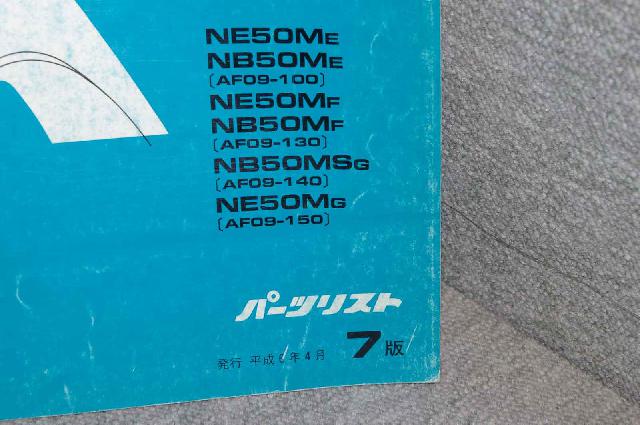 NE50ME
NB50ME
(AF09-100)
NE50MF
NB50MF
(AF09-130)
NB50MSG
(AF09-140)
NE50MG
(AF09-150)
パーツリスト
発行 平成 年4月 7版